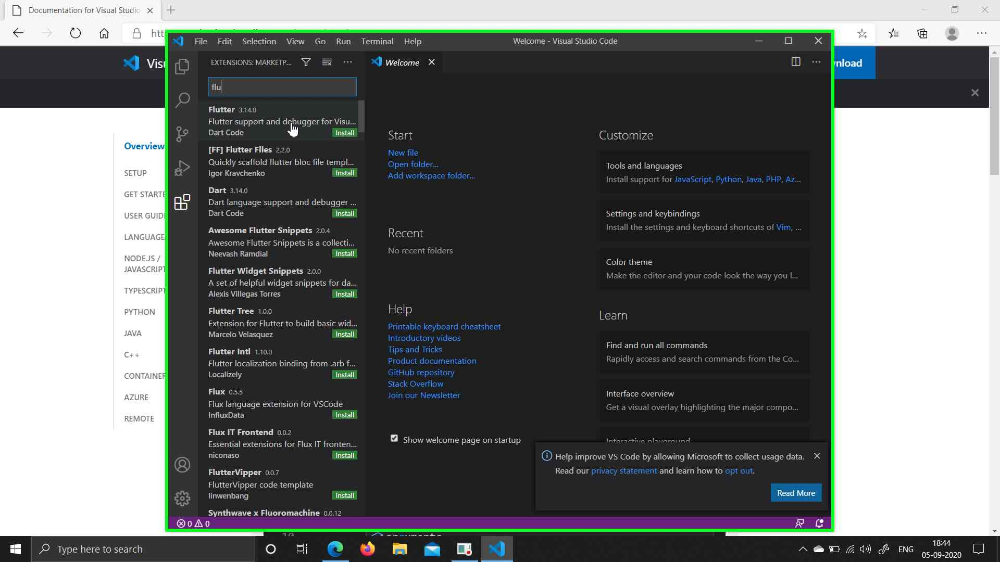 Documentation for Visual Studio
htt
Visu
nload
File Edit Selection View Go Run Terminal Help
Welcome - Visual Studio Code
EXTENSIONS: MARKETP...
Welcome
flu
Flutter 3.14.0
Flutter support and debugger for Visu...
Dart Code Install
[FF] Flutter Files 2.2.0
Quickly scaffold flutter bloc file templ...
Igor Kravchenko Install
Dart 3.14.0
Dart language support and debugger ...
Dart Code Install
Awesome Flutter Snippets 2.0.4
Awesome Flutter Snippets is a collecti...
Neevash Ramdial Install
Flutter Widget Snippets 2.0.0
A set of helpful widget snippets for da...
Alexis Villegas Torres Install
Flutter Tree 1.0.0
Extension for Flutter to build basic wid...
Marcelo Velasquez Install
Flutter Intl 1.10.0
Flutter localization binding from .arb f...
Localizely Install
Flux 0.5.5
Flux language extension for VSCode
InfluxData Install
Flux IT Frontend 0.0.2
Essential extensions for Flux IT fronten...
niconaso Install
FlutterVipper 0.0.7
FlutterVipper code template
linwenbang Install
Synthwave x Fluoromachine 0.0.12
Start
New file
Open folder...
Add workspace folder...
Recent
No recent folders
Help
Printable keyboard cheatsheet
Introductory videos
Tips and Tricks
Product documentation
GitHub repository
Stack Overflow
Join our Newsletter
Show welcome page on startup
Customize
Tools and languages
Install support for JavaScript, Python, Java, PHP, Az...
Settings and keybindings
Install the settings and keyboard shortcuts of Vim, ...
Color theme
Make the editor and your code look the way you l...
Learn
Find and run all commands
Rapidly access and search commands from the Co...
Interface overview
Get a visual overlay highlighting the major compo...
Interactive playground
Help improve VS Code by allowing Microsoft to collect usage data.
Read our privacy statement and learn how to opt out.
Read More
0 0
Overview
SETUP
GET STARTE
USER GUID
LANGUAGE
NODE.JS /
JAVASCRIPT
TYPESCRIPT
PYTHON
JAVA
C++
CONTAINER
AZURE
REMOTE
Type here to search
ENG
18:44
05-09-2020